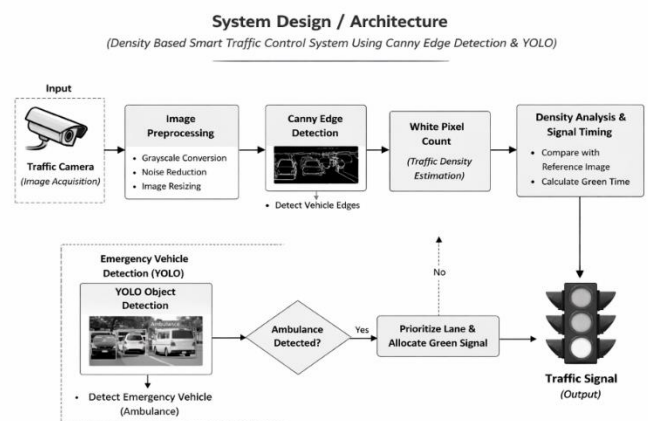 System Design / Architecture
(Density Based Smart Traffic Control System Using Canny Edge Detection & YOLO)
Input
Traffic Camera
(Image Acquisition)
Image
Preprocessing
• Grayscale Conversion
• Noise Reduction
• Image Resizing
Canny Edge
Detection
• Detect Vehicle Edges
White Pixel
Count
(Traffic Density
Estimation)
Density Analysis &
Signal Timing
• Compare with
Reference Image
• Calculate Green Time
Emergency Vehicle
Detection (YOLO)
YOLO Object
Detection
Ambulance
• Detect Emergency Vehicle
(Ambulance)
Ambulance
Detected?
Yes
No
Prioritize Lane &
Allocate Green Signal
Traffic Signal
(Output)